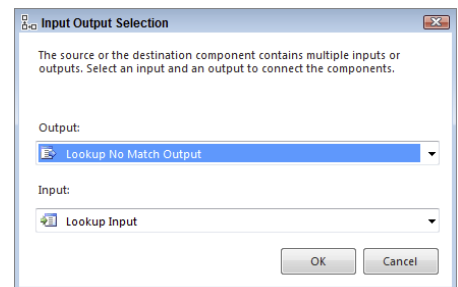 Input Output Selection
The source or the destination component contains multiple inputs or
outputs. Select an input and an output to connect the components.
Output:
Lookup No Match Output
Input:
Lookup Input
OK
Cancel